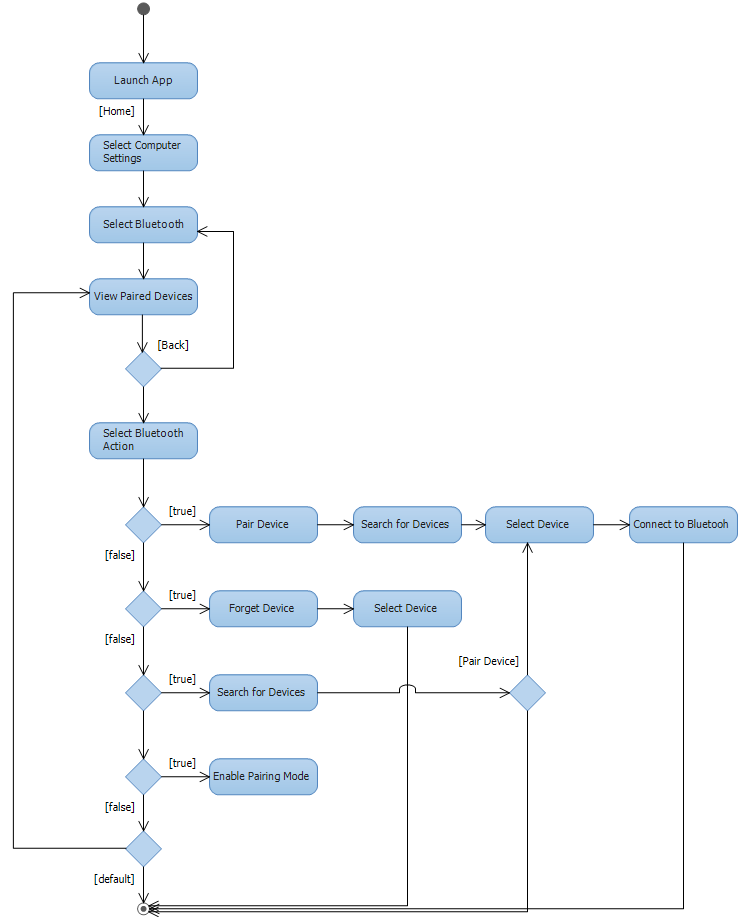 Launch App
[Home]
Select Computer
Settings
Select Bluetooth
View Paired Devices
[Back]
Select Bluetooth
Action
[true]
Pair Device
Search for Devices
Select Device
Connect to Bluetooh
[false]
[true]
Forget Device
Select Device
[false]
[Pair Device]
[true]
Search for Devices
[true]
Enable Pairing Mode
[false]
[default]